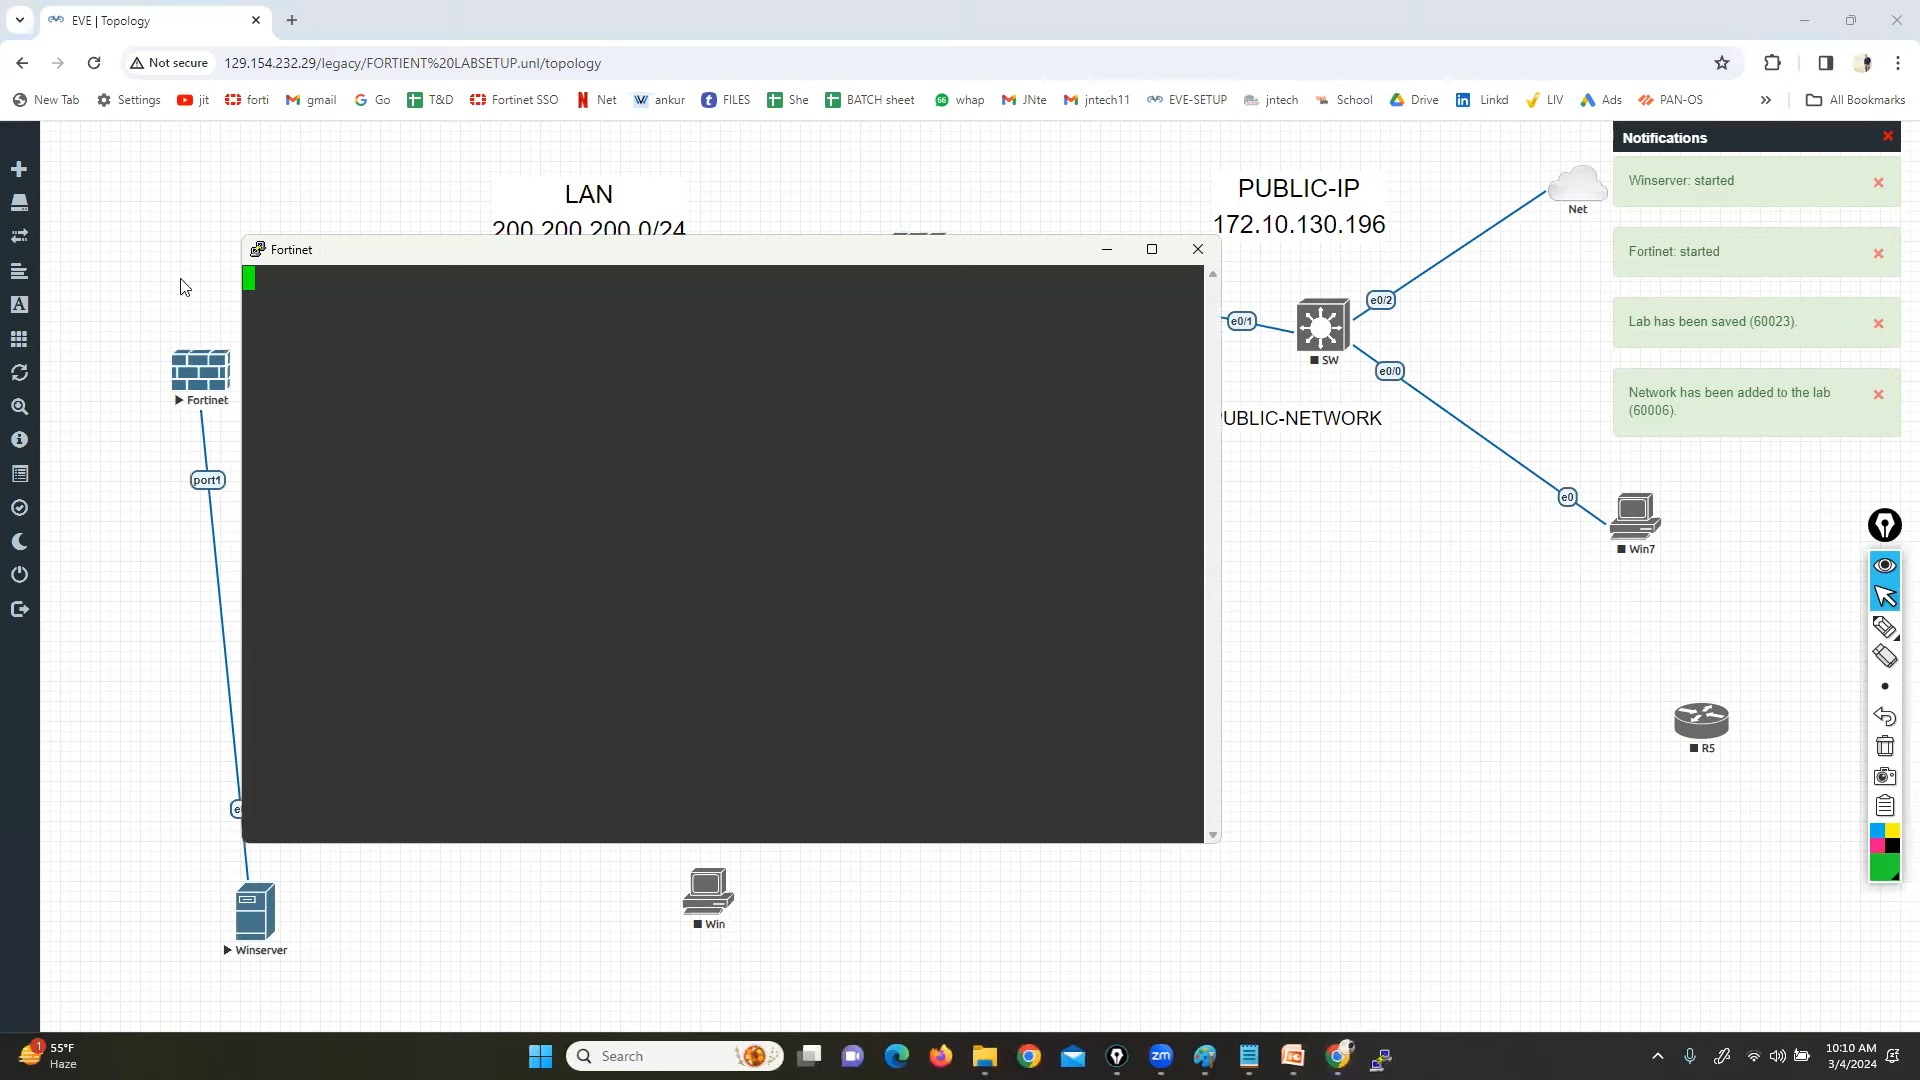 EVE | Topology
Not secure
129.154.232.29/legacy/FORTIENT%20LABSETUP.unl/topology
New Tab
Settings
jit
forti
gmail
Go
T&D
Fortinet SSO
Net
ankur
FILES
She
BATCH sheet
whap
JNte
jntech11
EVE-SETUP
jntech
School
Drive
Linkd
LIV
Ads
PAN-OS
All Bookmarks
Notifications
Winserver: started
Fortinet: started
Lab has been saved (60023).
Network has been added to the lab
(60006).
LAN
200.200.200.0/24
PUBLIC-IP
172.10.130.196
Net
Fortinet
e0/2
e0/1
SW
e0/0
UBLIC-NETWORK
Fortinet
port1
e0
Win7
R5
Win
Winserver
1
55°F
Haze
Search
zm
10:10 AM
3/4/2024